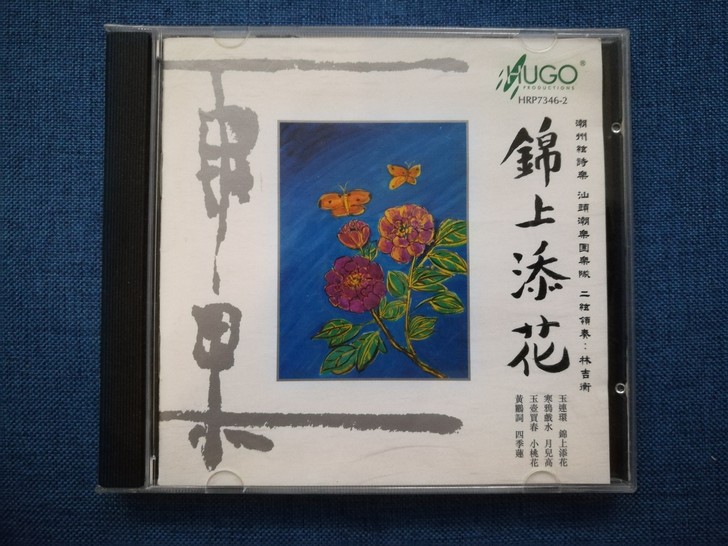 HUGO
PRODUCTIONS
HRP7346-2
錦上添花
潮州弦詩樂 汕頭潮樂團樂隊 二弦領奏：林吉衛
玉連環 錦上添花
寒鴉戲水 月兒高
玉壺買春 小桃花
黃鸝詞 四季蓮